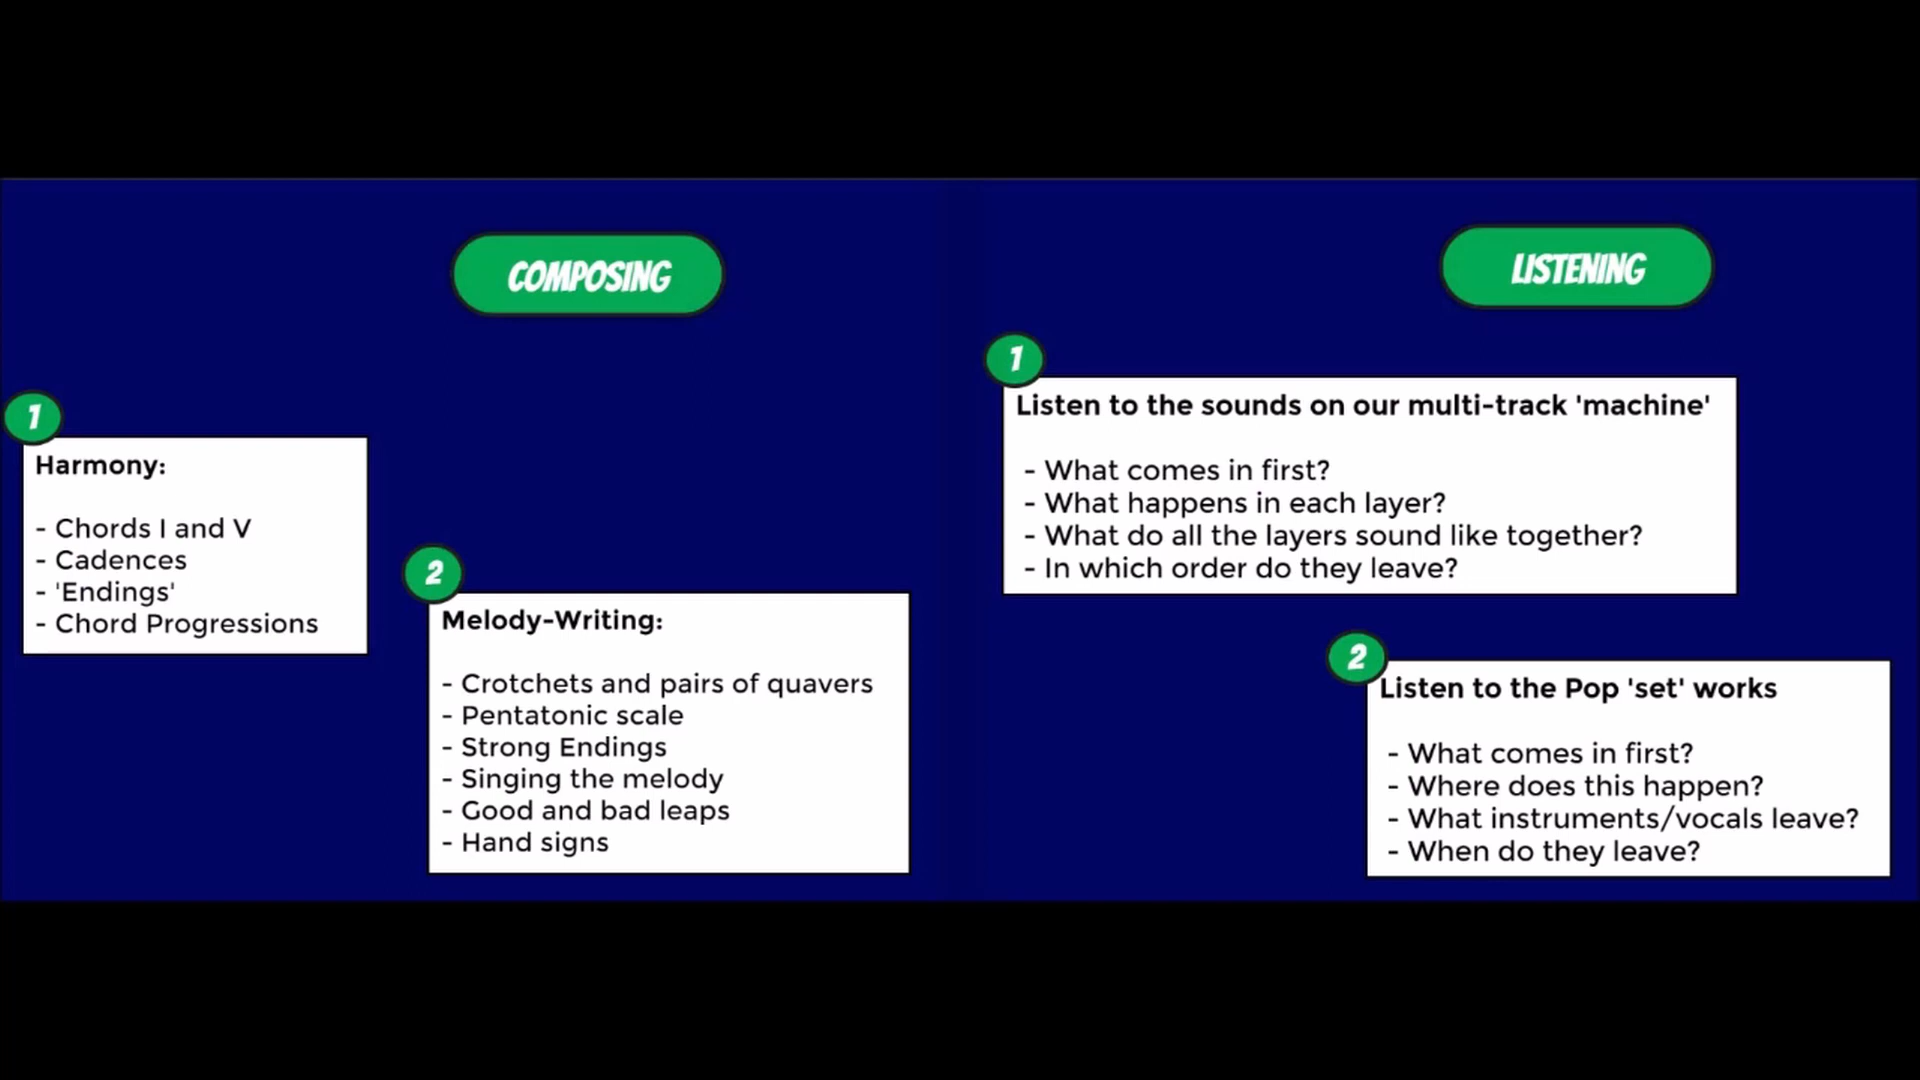 COMPOSING
1
Harmony:
- Chords I and V
- Cadences
- 'Endings'
- Chord Progressions
2
Melody-Writing:
- Crotchets and pairs of quavers
- Pentatonic scale
- Strong Endings
- Singing the melody
- Good and bad leaps
- Hand signs
LISTENING
1
Listen to the sounds on our multi-track 'machine'
- What comes in first?
- What happens in each layer?
- What do all the layers sound like together?
- In which order do they leave?
2
Listen to the Pop 'set' works
- What comes in first?
- Where does this happen?
- What instruments/vocals leave?
- When do they leave?